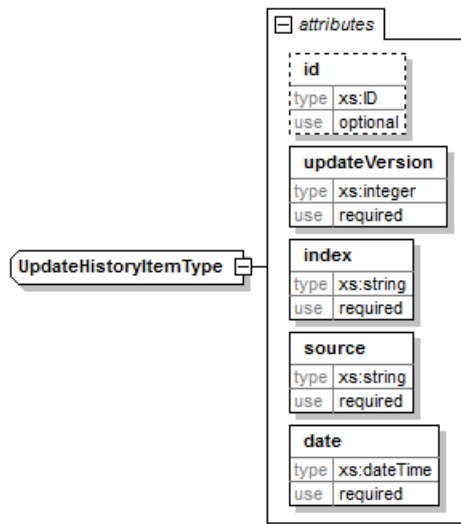 attributes
id
type xs:ID
use optional
updateVersion
type xs:integer
use required
UpdateHistoryItemType
index
type xs:string
use required
source
type xs:string
use required
date
type xs:dateTime
use required